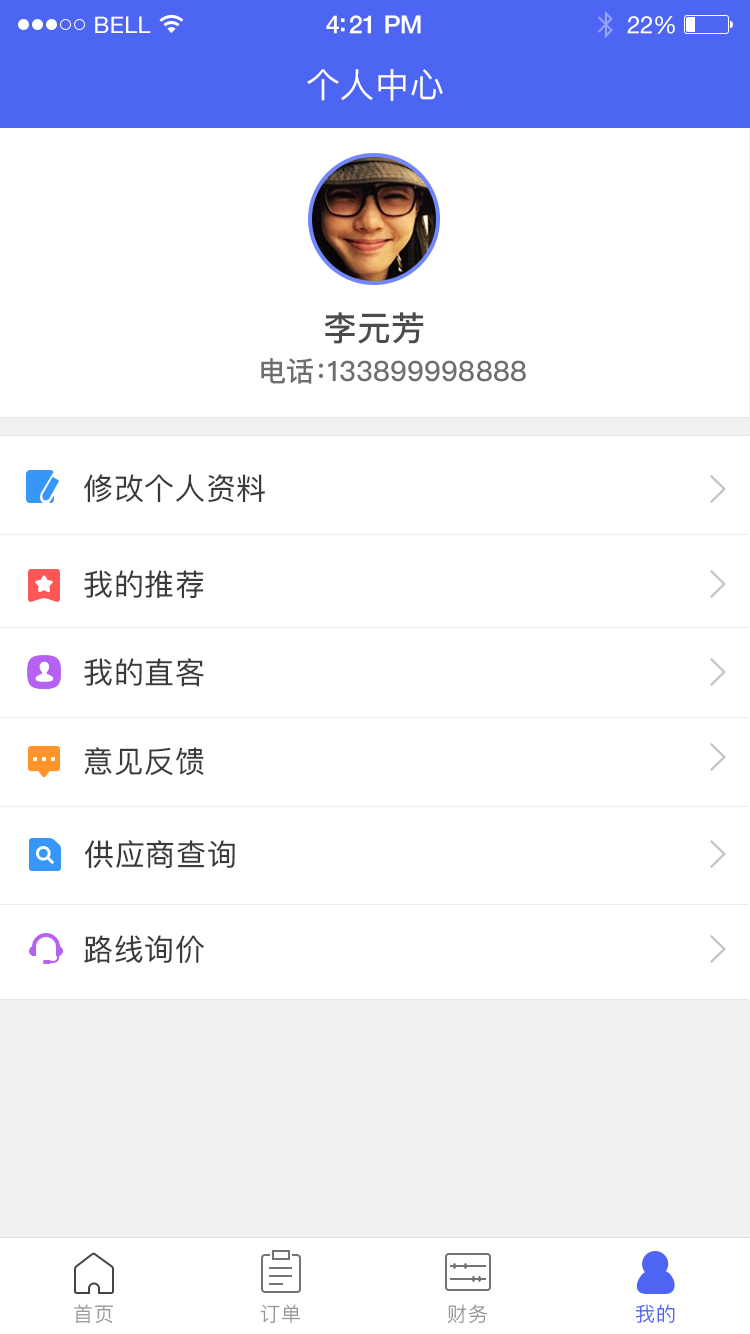 BELL 4:21 PM 22%
个人中心
李元芳
电话:133899998888
修改个人资料
我的推荐
我的直客
意见反馈
供应商查询
路线询价
首页 订单 财务 我的